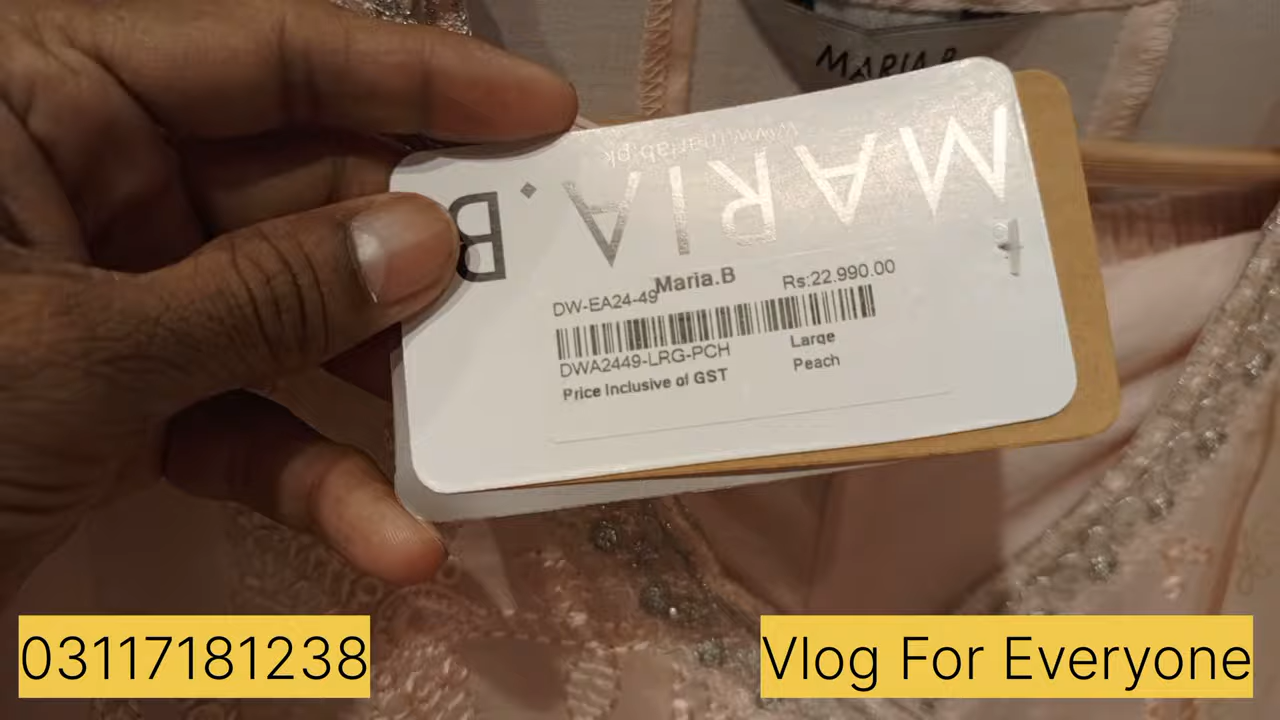 MARIA.B
www.mariab.pk
MARIA.B
Maria.B
DW-EA24-49
Rs:22.990.00
DWA2449-LRG-PCH
Large
Peach
Price Inclusive of GST
03117181238
Vlog For Everyone